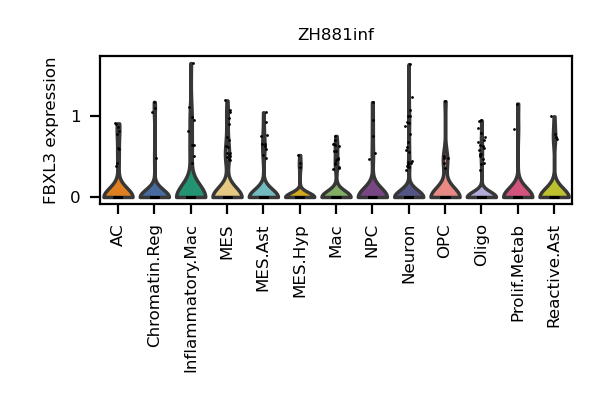 ZH881inf
FBXL3 expression
1
0
AC
Chromatin.Reg
Inflammatory.Mac
MES
MES.Ast
MES.Hyp
Mac
NPC
Neuron
OPC
Oligo
Prolif.Metab
Reactive.Ast